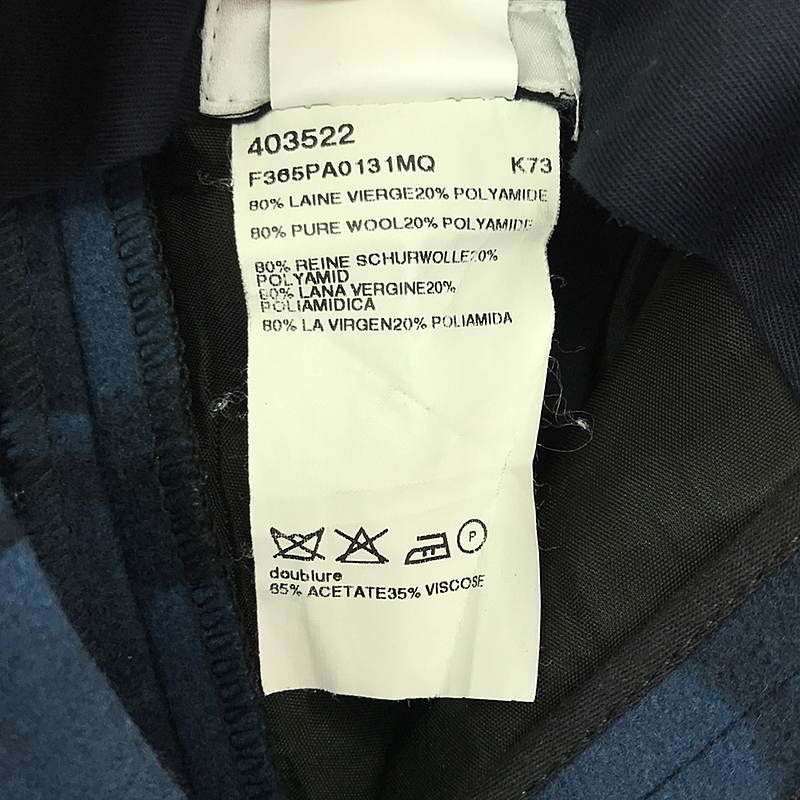 403522
F365PA0131MQ K73
80% LAINE VIERGE20% POLYAMIDE
80% PURE WOOL20% POLYAMIDE
80% REINE SCHURWOLLE20%
POLYAMID
80% LANA VERGINE20%
POLIAMIDICA
80% LA VIRGEN20% POLIAMIDA
P
doublure
65% ACETATE35% VISCOSE